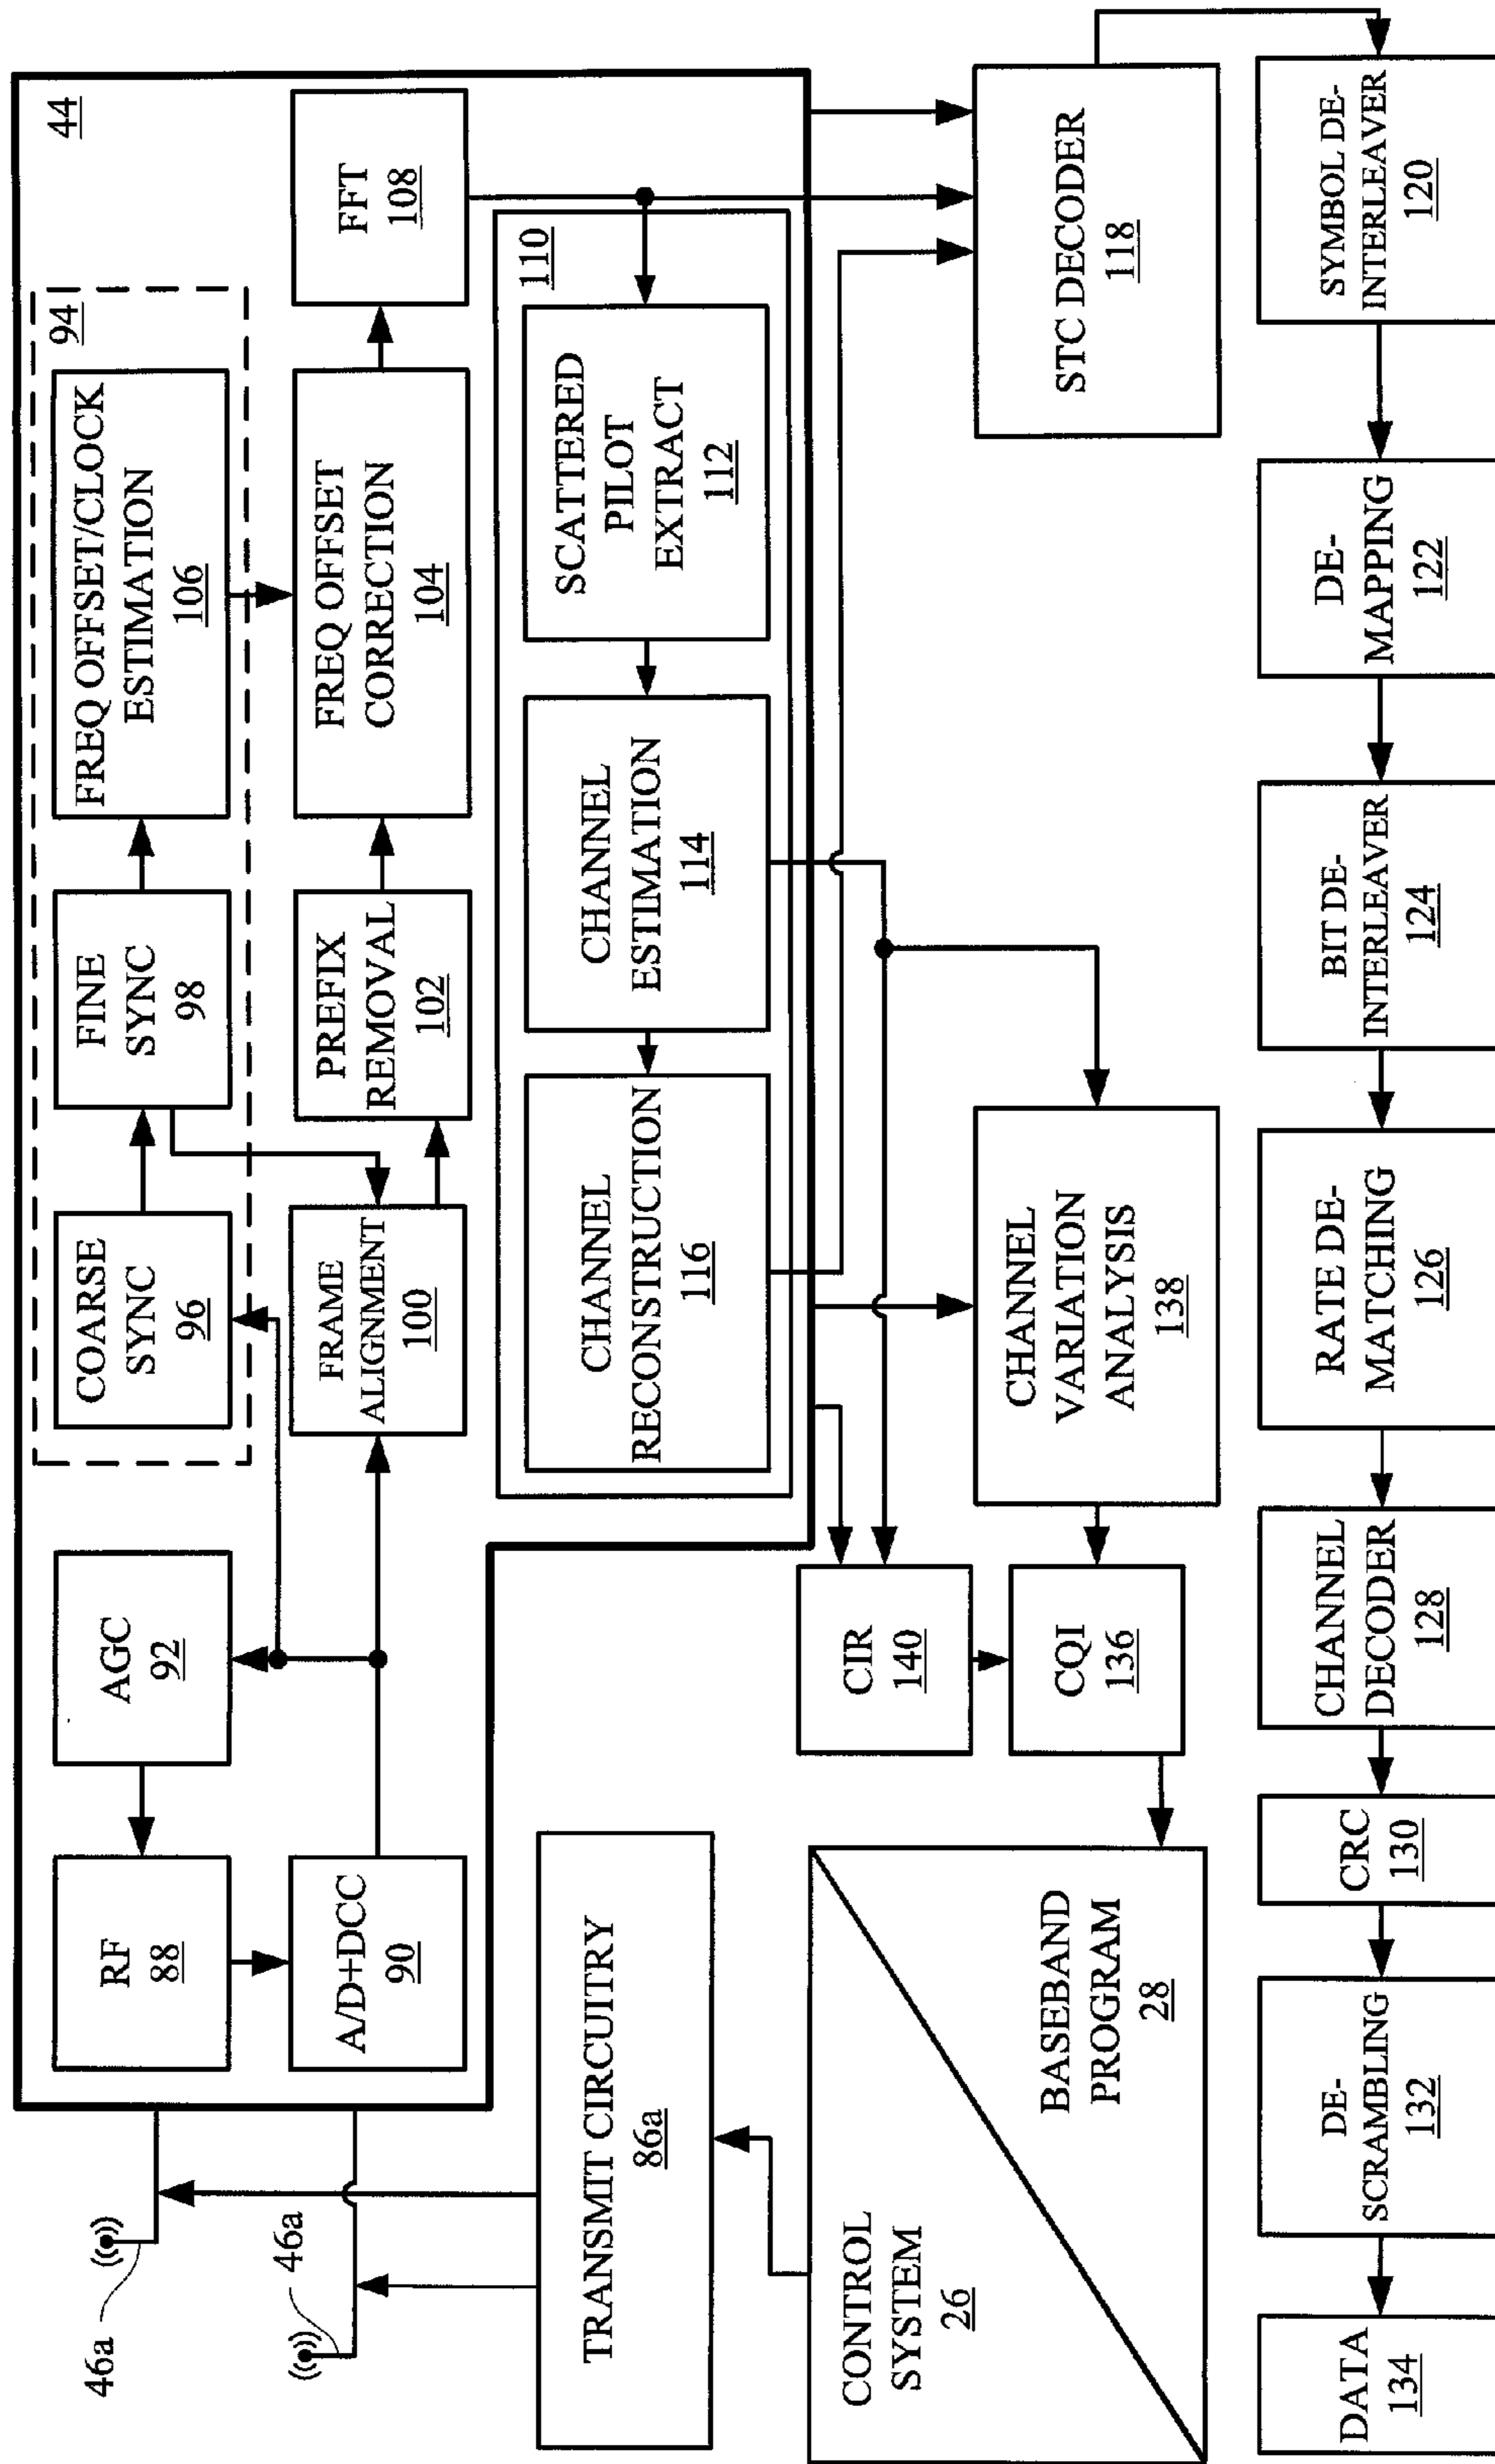 44
RF
88
AGC
92
COARSE
SYNC
96
FINE
SYNC
98
FREQ OFFSET/CLOCK
ESTIMATION
106
94
A/D+DCC
90
FRAME
ALIGNMENT
100
PREFIX
REMOVAL
102
FREQ OFFSET
CORRECTION
104
FFT
108
46a
46a
110
CHANNEL
RECONSTRUCTION
116
CHANNEL
ESTIMATION
114
SCATTERED
PILOT
EXTRACT
112
TRANSMIT CIRCUITRY
86a
CIR
140
CONTROL
SYSTEM
26
BASEBAND
PROGRAM
28
CQI
136
CHANNEL
VARIATION
ANALYSIS
138
STC DECODER
118
DATA
134
DE-
SCRAMBLING
132
CRC
130
CHANNEL
DECODER
128
RATE DE-
MATCHING
126
BIT DE-
INTERLEAVER
124
DE-
MAPPING
122
SYMBOL DE-
INTERLEAVER
120